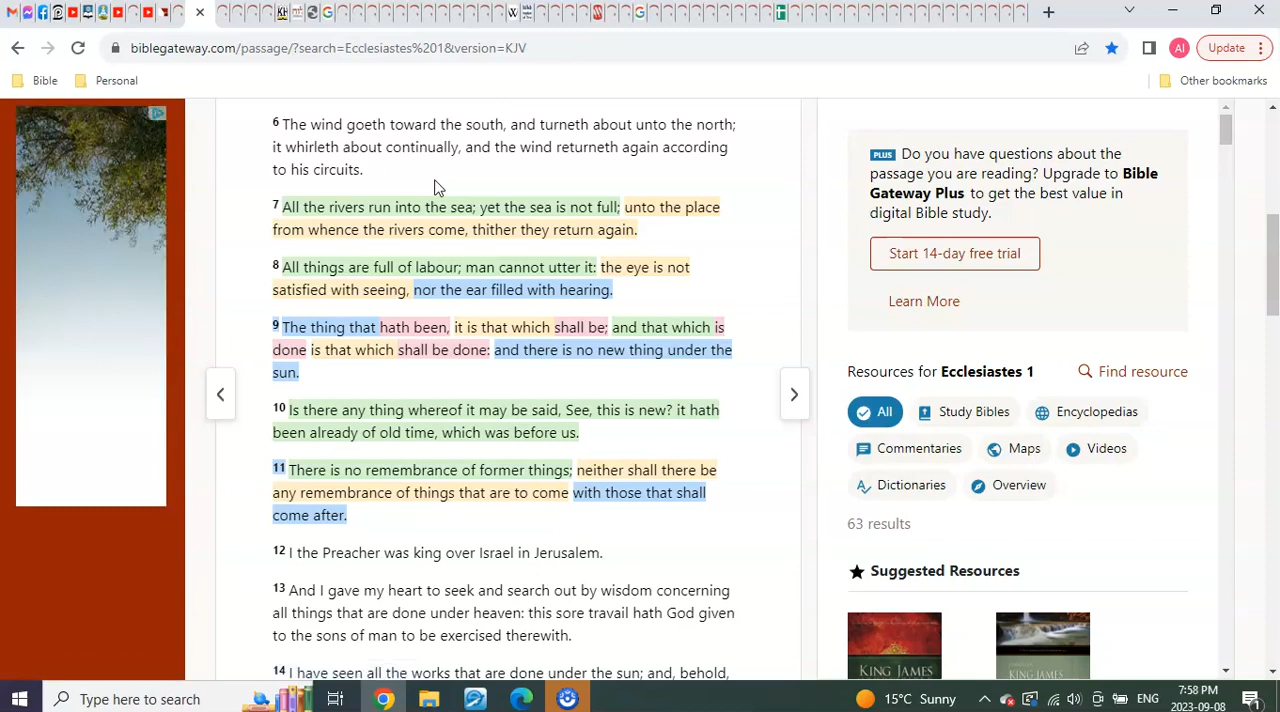 biblegateway.com/passage/?search=Ecclesiastes%201&version=KJV
AI
Update
Bible
Personal
Other bookmarks
6 The wind goeth toward the south, and turneth about unto the north;
it whirleth about continually, and the wind returneth again according
to his circuits.
7 All the rivers run into the sea; yet the sea is not full; unto the place
from whence the rivers come, thither they return again.
8 All things are full of labour; man cannot utter it: the eye is not
satisfied with seeing, nor the ear filled with hearing.
9 The thing that hath been, it is that which shall be; and that which is
done is that which shall be done: and there is no new thing under the
sun.
10 Is there any thing whereof it may be said, See, this is new? it hath
been already of old time, which was before us.
11 There is no remembrance of former things; neither shall there be
any remembrance of things that are to come with those that shall
come after.
12 I the Preacher was king over Israel in Jerusalem.
13 And I gave my heart to seek and search out by wisdom concerning
all things that are done under heaven: this sore travail hath God given
to the sons of man to be exercised therewith.
14 I have seen all the works that are done under the sun; and, behold,
PLUS Do you have questions about the
passage you are reading? Upgrade to Bible
Gateway Plus to get the best value in
digital Bible study.
Start 14-day free trial
Learn More
Resources for Ecclesiastes 1
Find resource
All
Study Bibles
Encyclopedias
Commentaries
Maps
Videos
Dictionaries
Overview
63 results
Suggested Resources
KING JAMES
KING JAMES
Type here to search
15°C Sunny
ENG
7:58 PM
2023-09-08